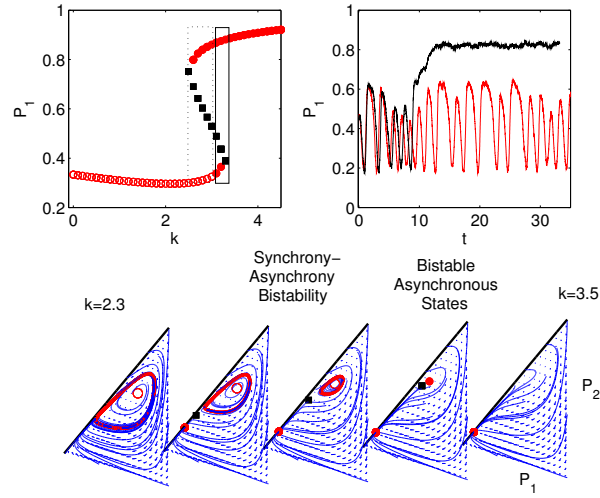 1
0.8
0.6
0.4
0.2
P1
0
2
4
k
1
0.8
0.6
0.4
0.2
0
P1
0
10
20
30
t
Synchrony−
Asynchrony
Bistability
Bistable
Asynchronous
States
k=2.3
k=3.5
P2
P1